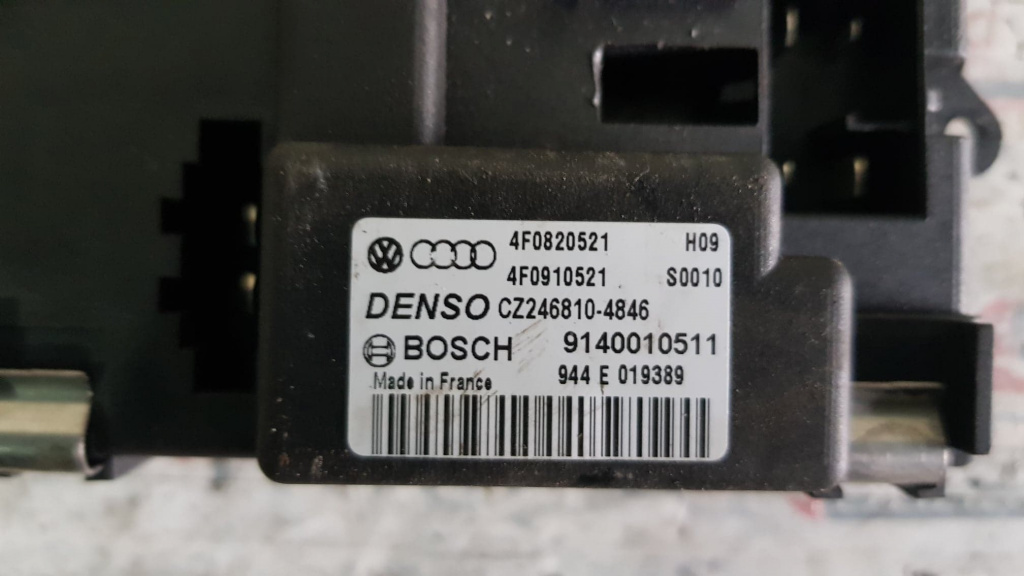 4F0820521 H09
4F0910521 S0010
DENSO CZ246810-4846
BOSCH 9140010511
Made in France 944 E 019389